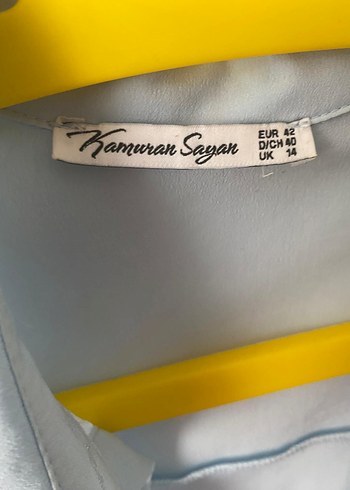 Kamuran Sayan
EUR 42
D/CH 40
UK 14